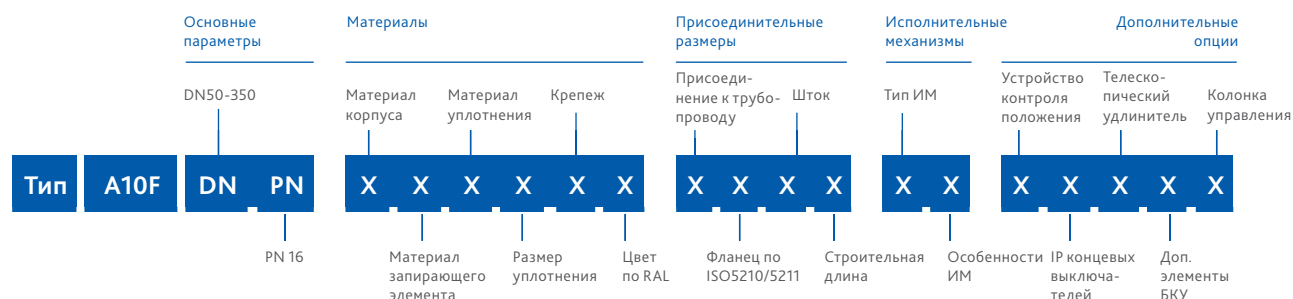 Основные
параметры
Материалы
Присоединительные
размеры
Исполнительные
механизмы
Дополнительные
опции
DN50-350
Материал
корпуса
Материал
уплотнения
Крепеж
Присоеди-
нение к трубо-
проводу
Шток
Тип ИМ
Устройство
контроля
положения
Телеско-
пический
удлинитель
Колонка
управления
Тип A10F DN PN X X X X X X X X X X X X X X X X X
PN 16
Материал
запирающего
элемента
Размер
уплотнения
Цвет
по RAL
Фланец по
ISO5210/5211
Строительная
длина
Особенности
ИМ
IP концевых
выключа-
телей
Доп.
элементы
БКУ